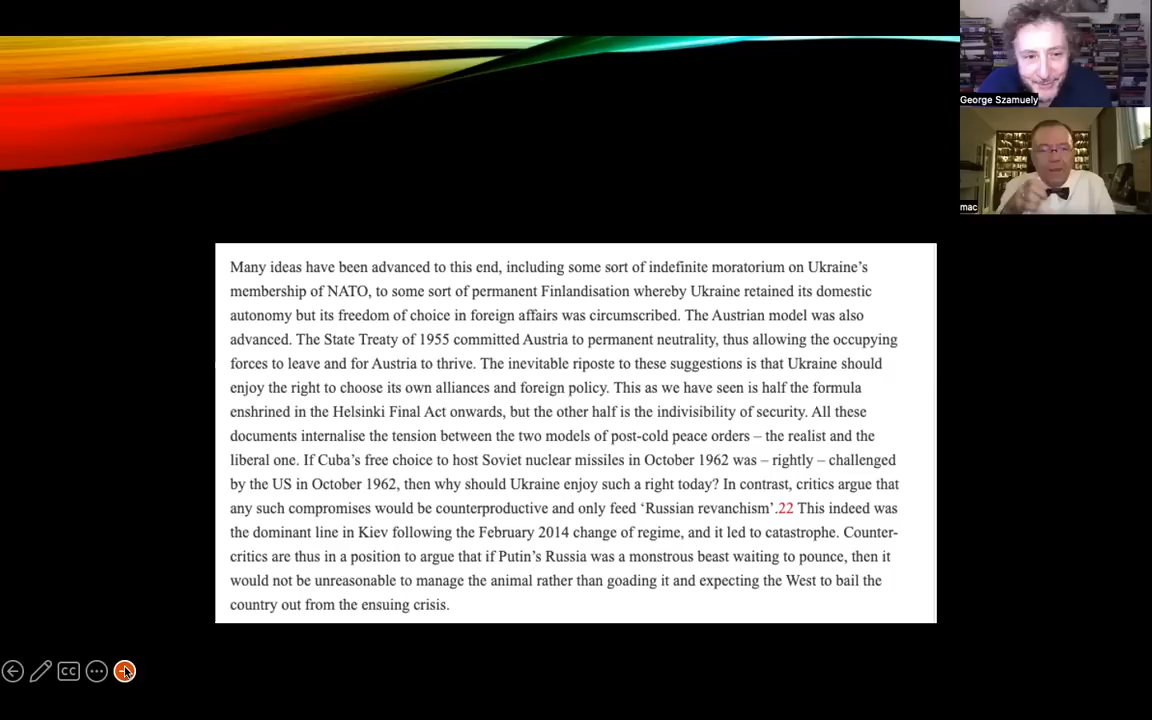 George Szamuely
mac
Many ideas have been advanced to this end, including some sort of indefinite moratorium on Ukraine’s
membership of NATO, to some sort of permanent Finlandisation whereby Ukraine retained its domestic
autonomy but its freedom of choice in foreign affairs was circumscribed. The Austrian model was also
advanced. The State Treaty of 1955 committed Austria to permanent neutrality, thus allowing the occupying
forces to leave and for Austria to thrive. The inevitable riposte to these suggestions is that Ukraine should
enjoy the right to choose its own alliances and foreign policy. This as we have seen is half the formula
enshrined in the Helsinki Final Act onwards, but the other half is the indivisibility of security. All these
documents internalise the tension between the two models of post-cold peace orders – the realist and the
liberal one. If Cuba’s free choice to host Soviet nuclear missiles in October 1962 was – rightly – challenged
by the US in October 1962, then why should Ukraine enjoy such a right today? In contrast, critics argue that
any such compromises would be counterproductive and only feed ‘Russian revanchism’.22 This indeed was
the dominant line in Kiev following the February 2014 change of regime, and it led to catastrophe. Counter-
critics are thus in a position to argue that if Putin’s Russia was a monstrous beast waiting to pounce, then it
would not be unreasonable to manage the animal rather than goading it and expecting the West to bail the
country out from the ensuing crisis.
CC